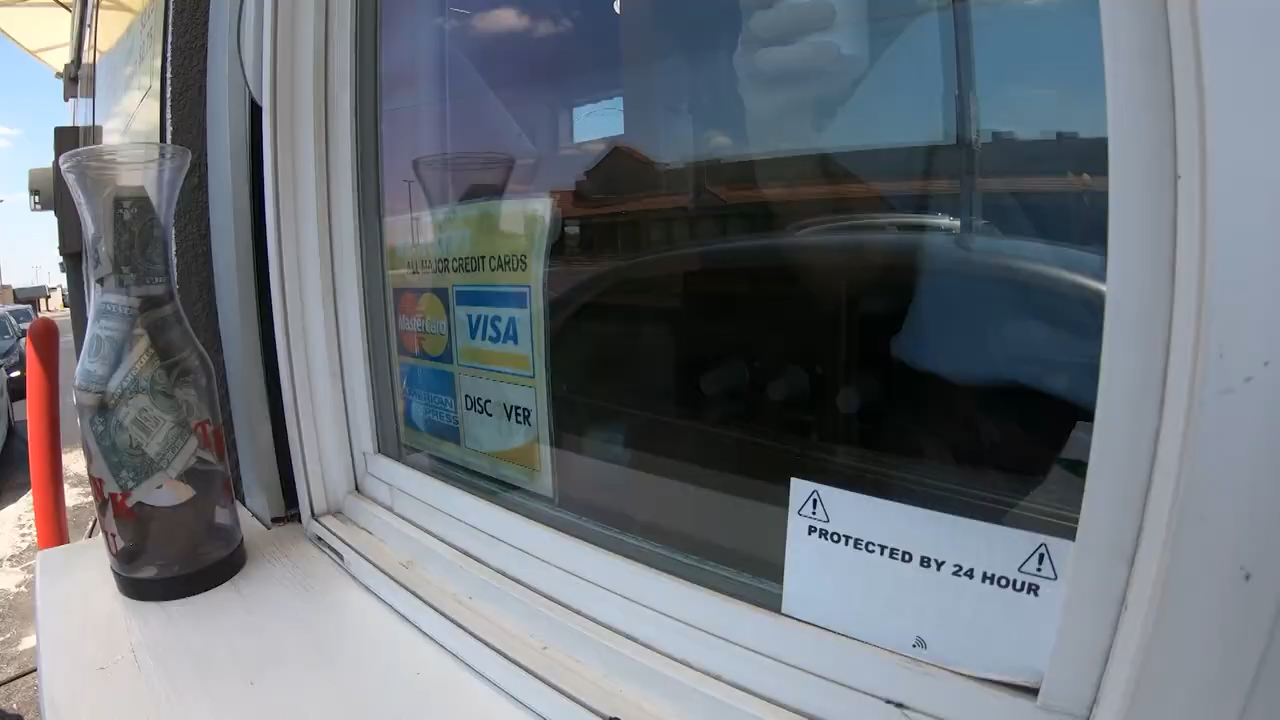 ALL MAJOR CREDIT CARDS
MasterCard
VISA
AMERICAN
EXPRESS
DISCOVER
PROTECTED BY 24 HOUR